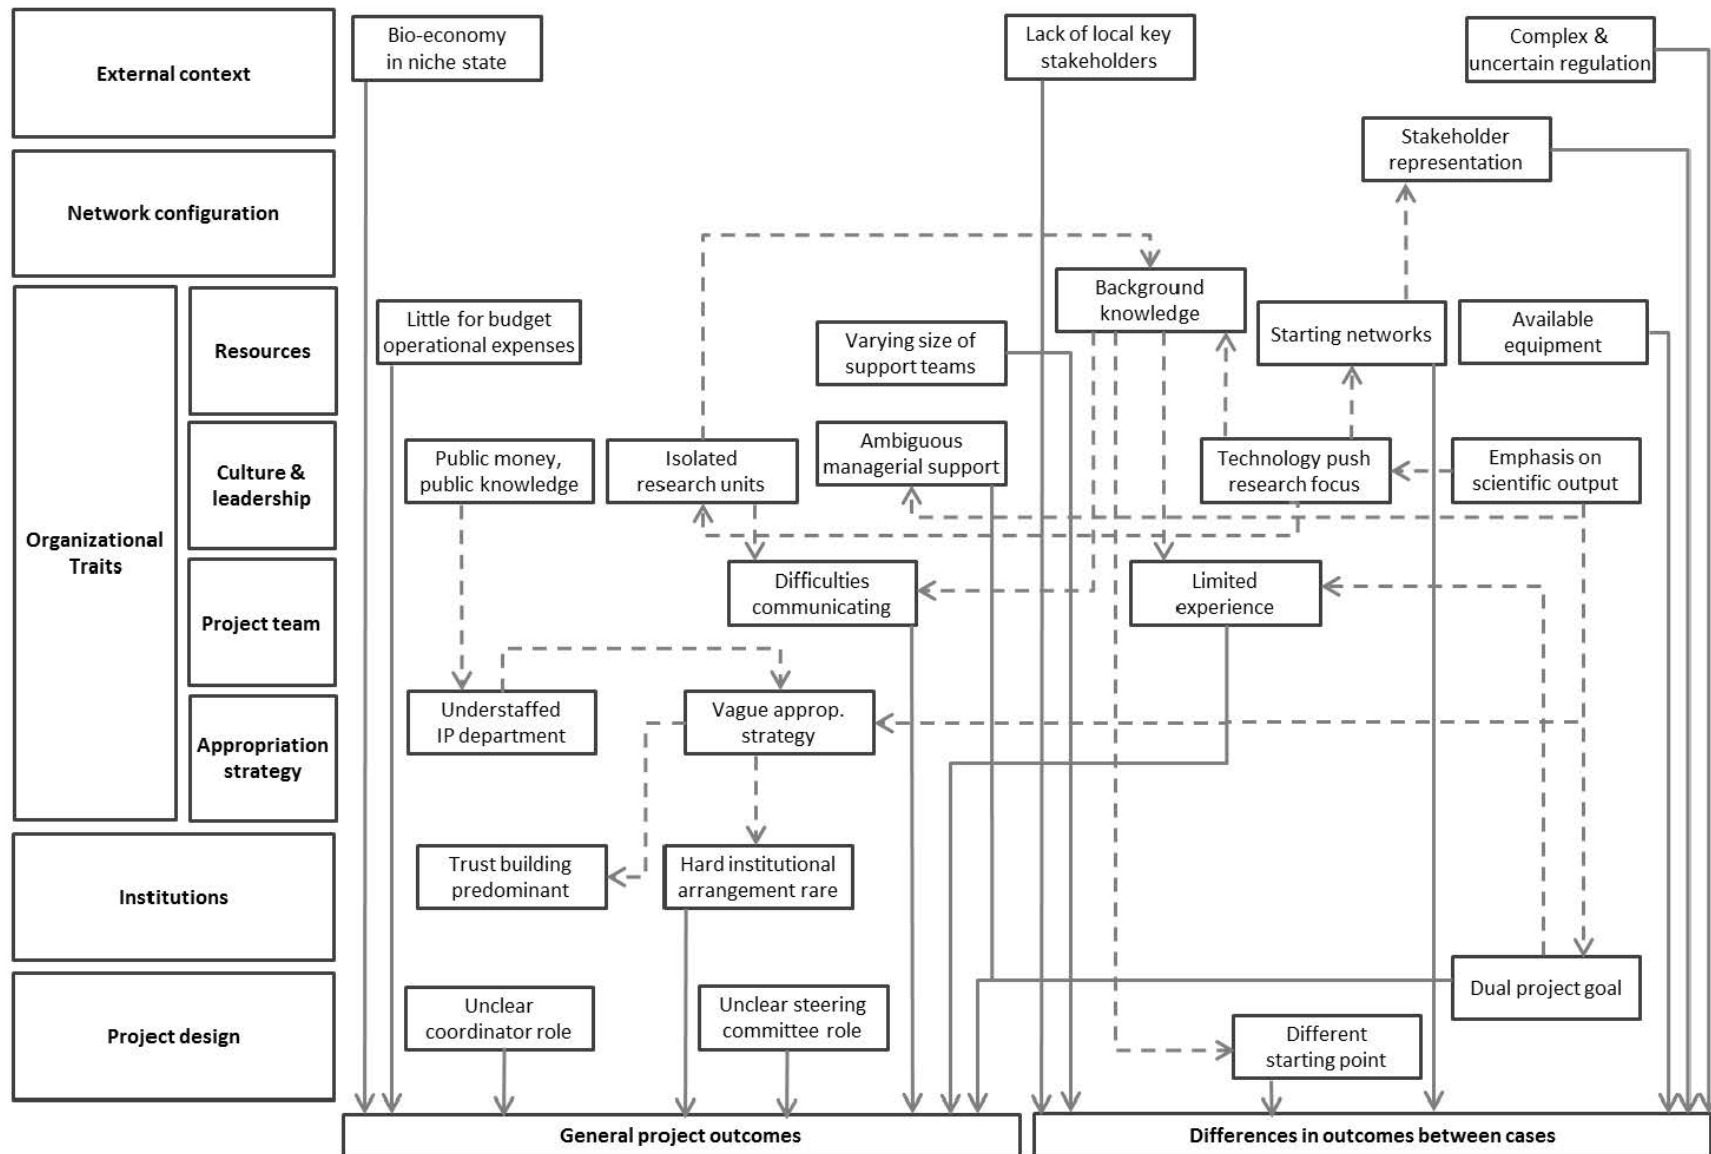 External context
Bio-economy
in niche state
Lack of local key
stakeholders
Complex &
uncertain regulation
Network configuration
Stakeholder
representation
Organizational
Traits
Resources
Little for budget
operational expenses
Varying size of
support teams
Background
knowledge
Starting networks
Available
equipment
Culture &
leadership
Public money,
public knowledge
Isolated
research units
Ambiguous
managerial support
Technology push
research focus
Emphasis on
scientific output
Project team
Difficulties
communicating
Limited
experience
Appropriation
strategy
Understaffed
IP department
Vague approp.
strategy
Institutions
Trust building
predominant
Hard institutional
arrangement rare
Project design
Unclear
coordinator role
Unclear steering
committee role
Different
starting point
Dual project goal
General project outcomes
Differences in outcomes between cases